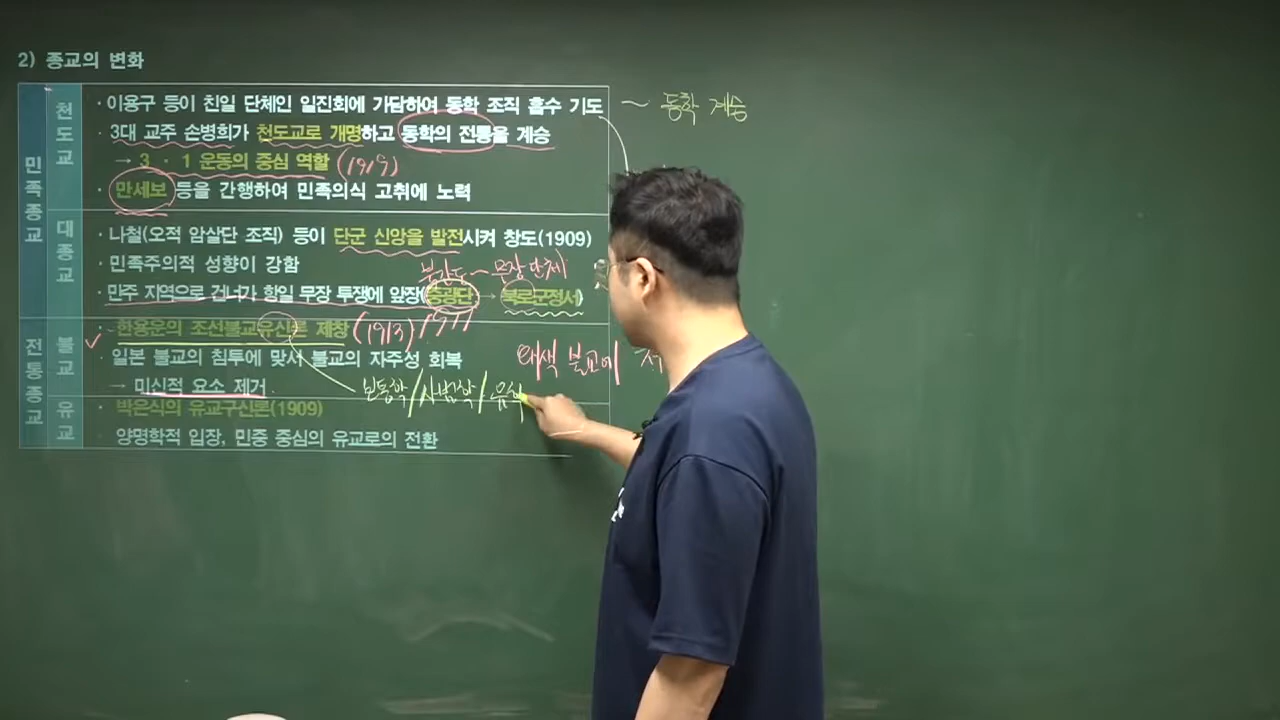 2) 종교의 변화
민족종교
천도교
· 이용구 등이 친일 단체인 일진회에 가담하여 동학 조직 흡수 기도 ~ 동학 계승
· 3대 교주 손병희가 천도교로 개명하고 동학의 전통을 계승
→ 3 · 1 운동의 중심 역할 (1919)
· 만세보 등을 간행하여 민족의식 고취에 노력
대종교
· 나철(오적 암살단 조직) 등이 단군 신앙을 발전시켜 창도(1909)
· 민족주의적 성향이 강함
북간도 ~ 무장단체
· 만주 지역으로 건너가 항일 무장 투쟁에 앞장(중광단 → 북로군정서)
전통종교
불교
· 한용운의 조선불교유신론 제창 (1913)
· 일본 불교의 침투에 맞서 불교의 자주성 회복
왜색 불교에
→ 미신적 요소 제거
보통학/사범학/유학
유교
· 박은식의 유교구신론(1909)
· 양명학적 입장, 민중 중심의 유교로의 전환